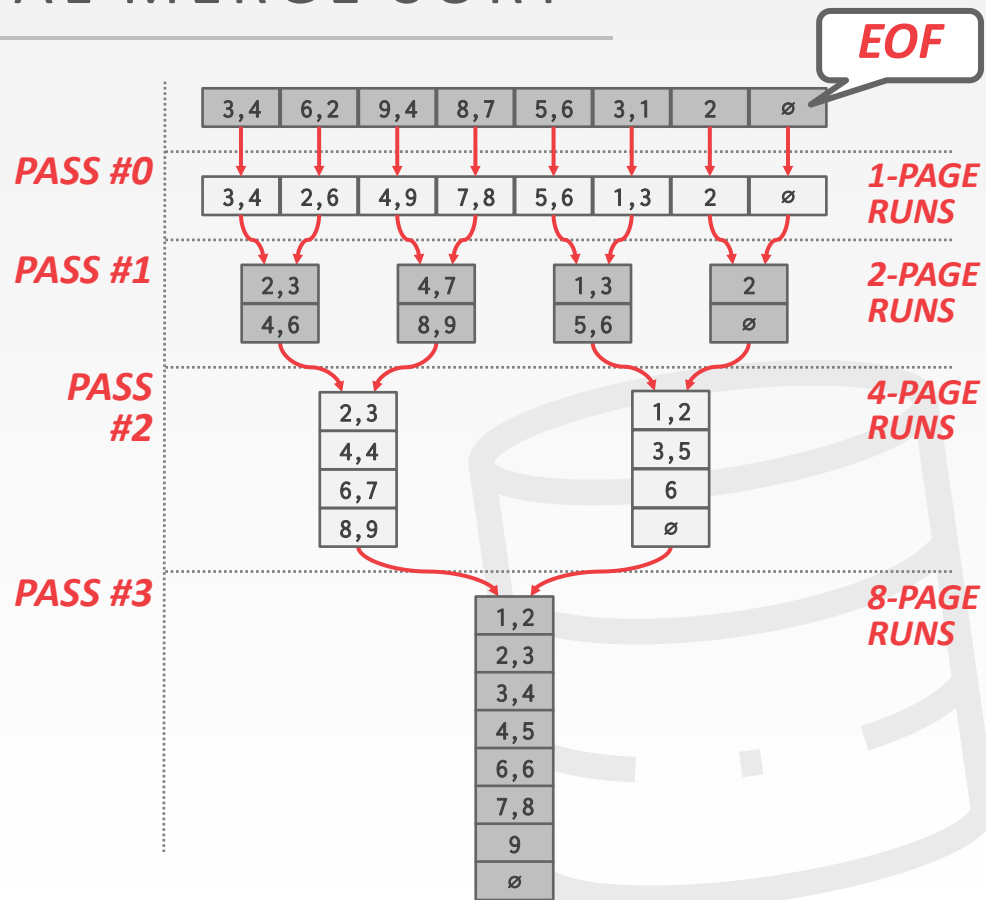 EOF
3,4 6,2 9,4 8,7 5,6 3,1 2 ∅
PASS #0
1-PAGE
RUNS
3,4 2,6 4,9 7,8 5,6 1,3 2 ∅
PASS #1
2-PAGE
RUNS
2,3 4,7 1,3 2
4,6 8,9 5,6 ∅
PASS
#2
4-PAGE
RUNS
2,3 1,2
4,4 3,5
6,7 6
8,9 ∅
PASS #3
8-PAGE
RUNS
1,2
2,3
3,4
4,5
6,6
7,8
9
∅